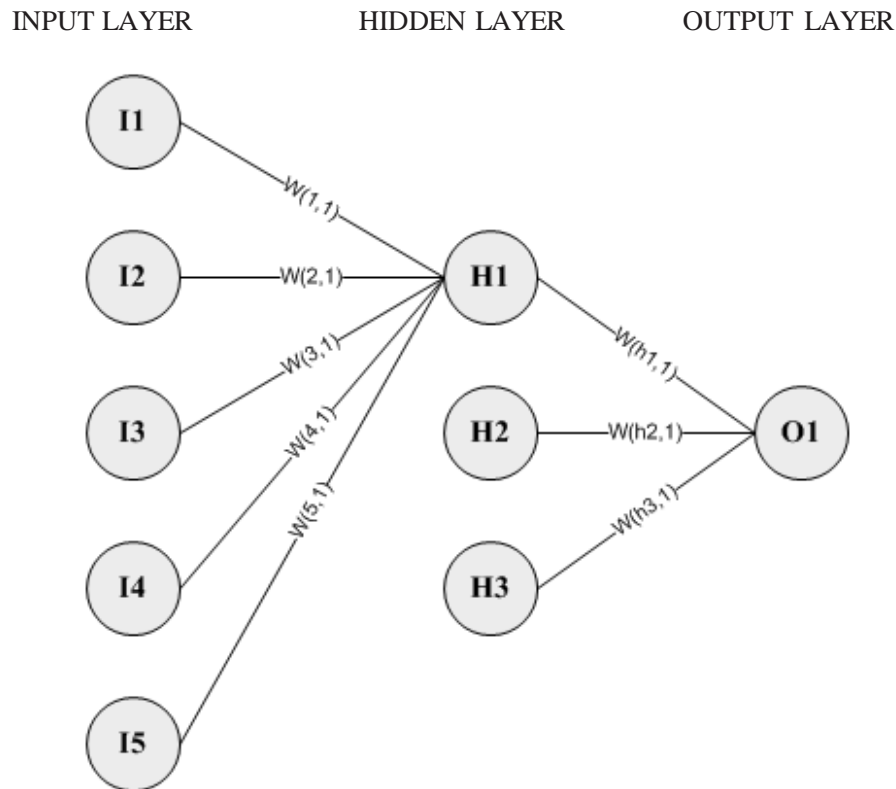 INPUT LAYER HIDDEN LAYER OUTPUT LAYER
I1
W(1,1)
I2
W(2,1)
H1
W(3,1)
W(h1,1)
I3
W(4,1)
H2
W(h2,1)
O1
W(5,1)
W(h3,1)
I4
H3
I5